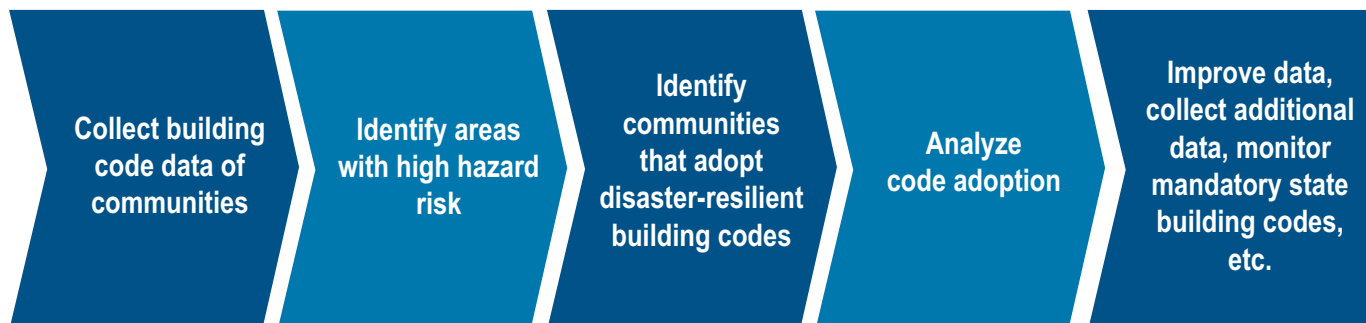 Collect building
code data of
communities
Identify areas
with high hazard
risk
Identify
communities
that adopt
disaster-resilient
building codes
Analyze
code adoption
Improve data,
collect additional
data, monitor
mandatory state
building codes,
etc.